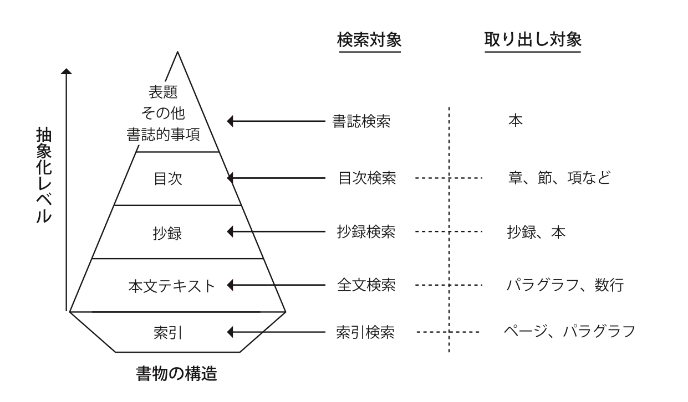 検索対象
取り出し対象
抽象化レベル
表題
その他
書誌的事項
書誌検索
本
目次
目次検索
章、節、項など
抄録
抄録検索
抄録、本
本文テキスト
全文検索
パラグラフ、数行
索引
索引検索
ページ、パラグラフ
書物の構造